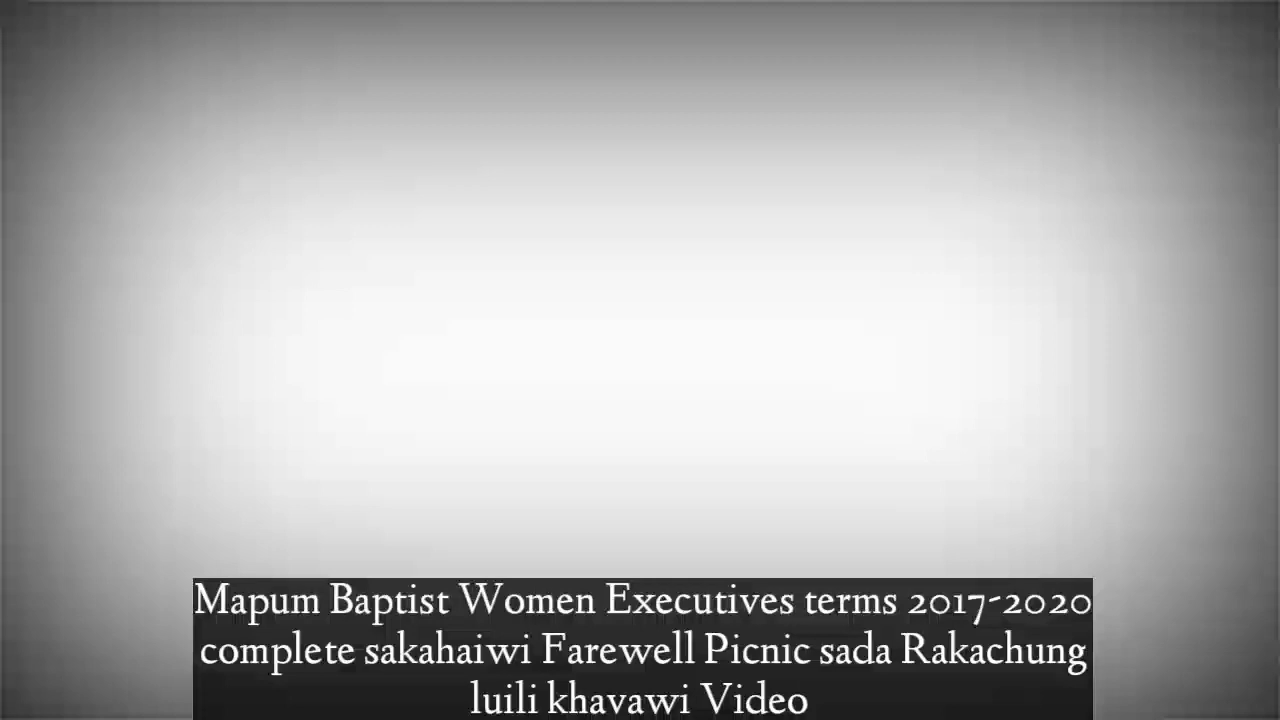 Mapum Baptist Women Executives terms 2017-2020
complete sakahaiwi Farewell Picnic sada Rakachung
luili khavawi Video